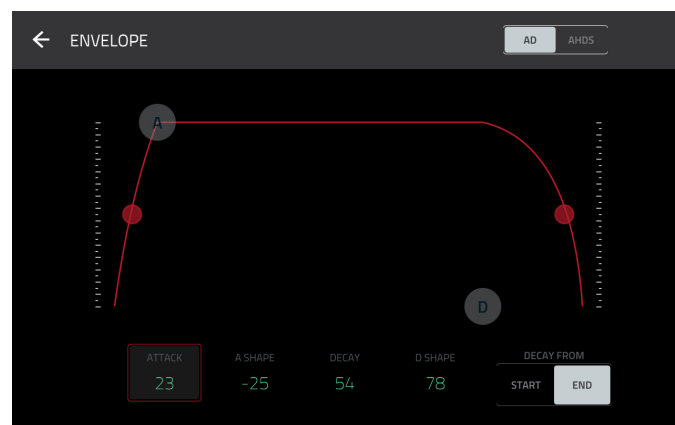 ENVELOPE
AD AHDS
A
D
ATTACK A SHAPE DECAY D SHAPE DECAY FROM
23 -25 54 78 START END